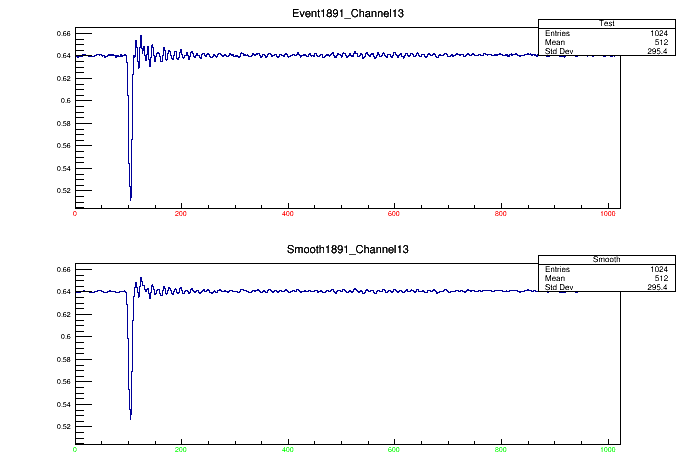 Event1891_Channel13
Test
Entries 1024
Mean 512
Std Dev 295.4
0.66
0.64
0.62
0.6
0.58
0.56
0.54
0.52
0 200 400 600 800 1000
Smooth1891_Channel13
Smooth
Entries 1024
Mean 512
Std Dev 295.4
0.66
0.64
0.62
0.6
0.58
0.56
0.54
0.52
0 200 400 600 800 1000